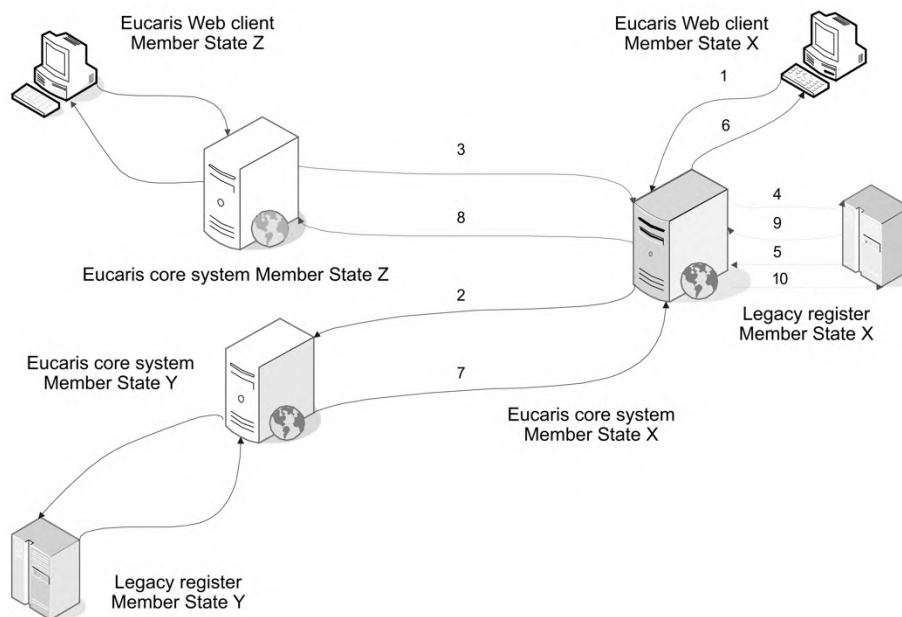 Eucaris Web client
Member State Z
Eucaris Web client
Member State X
1
6
3
8
4
9
5
10
Eucaris core system Member State Z
Legacy register
Member State X
2
Eucaris core system
Member State Y
7
Eucaris core system
Member State X
Legacy register
Member State Y